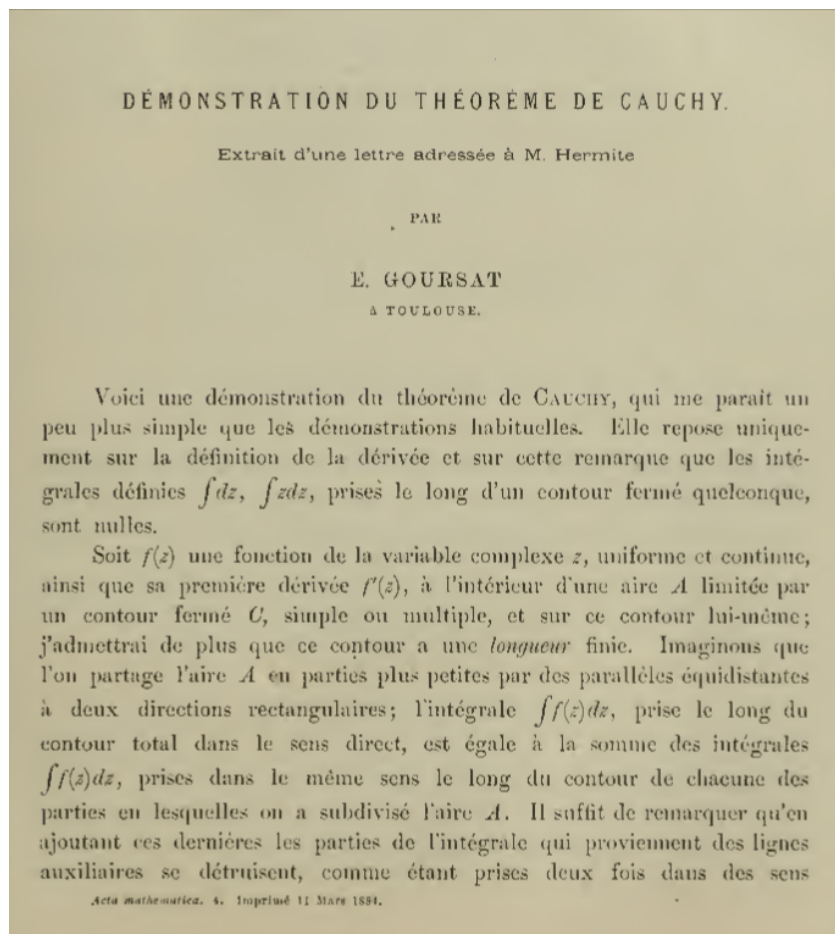 DÉMONSTRATION DU THÉORÈME DE CAUCHY.
Extrait d'une lettre adressée à M. Hermite
PAR
E. GOURSAT
À TOULOUSE.
Voici une démonstration du théorème de CAUCHY, qui me paraît un
peu plus simple que les démonstrations habituelles. Elle repose unique-
ment sur la définition de la dérivée et sur cette remarque que les inté-
grales définies ∫dz, ∫zdz, prises le long d'un contour fermé quelconque,
sont nulles.
Soit f(z) une fonction de la variable complexe z, uniforme et continue,
ainsi que sa première dérivée f'(z), à l'intérieur d'une aire A limitée par
un contour fermé C, simple ou multiple, et sur ce contour lui-même;
j'admettrai de plus que ce contour a une longueur finie. Imaginons que
l'on partage l'aire A en parties plus petites par des parallèles équidistantes
à deux directions rectangulaires; l'intégrale ∫f(z)dz, prise le long du
contour total dans le sens direct, est égale à la somme des intégrales
∫f(z)dz, prises dans le même sens le long du contour de chacune des
parties en lesquelles on a subdivisé l'aire A. Il suffit de remarquer qu'en
ajoutant ces dernières les parties de l'intégrale qui proviennent des lignes
auxiliaires se détruisent, comme étant prises deux fois dans des sens
Acta mathematica. 4. Imprimé 11 Mars 1884.